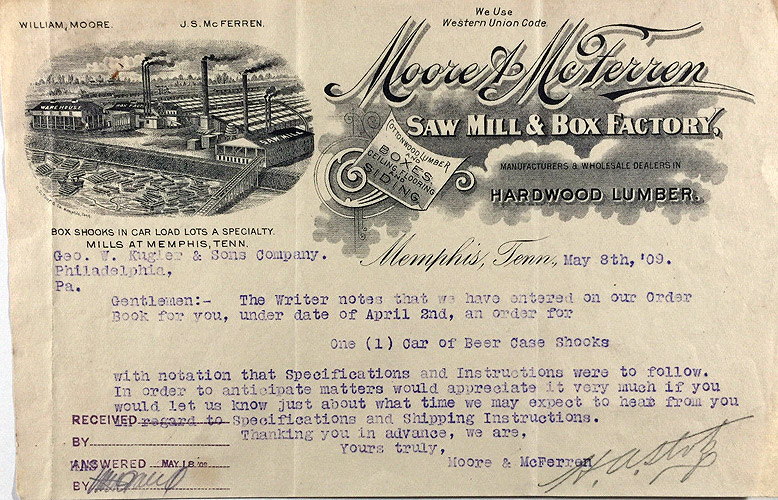 WILLIAM, MOORE. J.S. McFERREN.
We Use
Western Union Code.
Moore & McFerren
SAW MILL & BOX FACTORY,
WARE HOUSE
BOX FACT
COTTONWOOD LUMBER
AND
BOXES,
CEILING, FLOORING
AND
SIDING
MANUFACTURERS & WHOLESALE DEALERS IN
HARDWOOD LUMBER.
BOX SHOOKS IN CAR LOAD LOTS A SPECIALTY.
MILLS AT MEMPHIS, TENN.
Memphis, Tenn., May 8th, '09.
Geo. W. Kugler & Sons Company.
Philadelphia,
Pa.
Gentlemen:- The Writer notes that we have entered on our Order
Book for you, under date of April 2nd, an order for
One (1) Car of Beer Case Shooks
with notation that Specifications and Instructions were to follow.
In order to anticipate matters would appreciate it very much if you
would let us know just about what time we may expect to hear from you
in regard to Specifications and Shipping Instructions.
Thanking you in advance, we are,
Yours truly,
Moore & McFerren
RECEIVED
BY
ANSWERED MAY 18 '09
BY